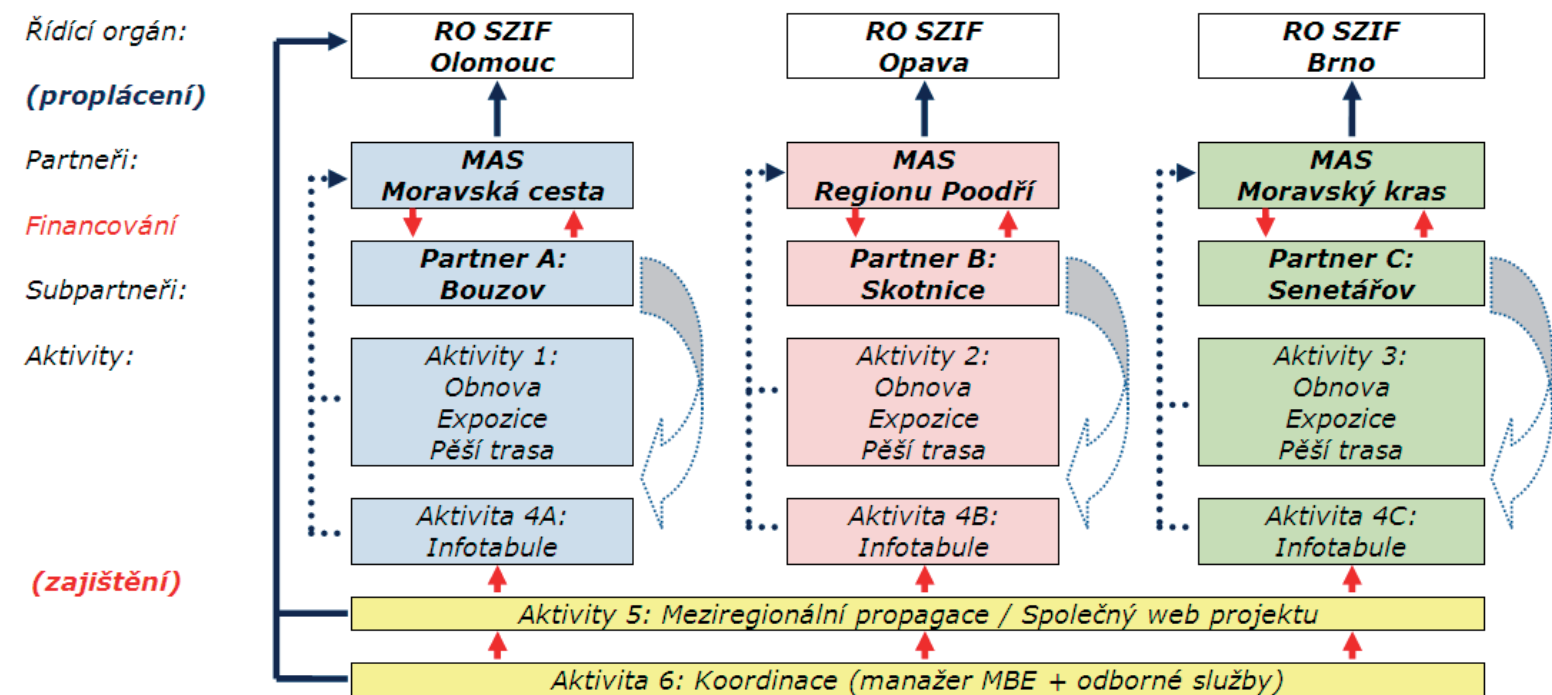 Řídící orgán:
(proplácení)
Partneři:
Financování
Subpartneři:
Aktivity:
(zajištění)
RO SZIF
Olomouc
MAS
Moravská cesta
Partner A:
Bouzov
Aktivity 1:
Obnova
Expozice
Pěší trasa
Aktivita 4A:
Infotabule
RO SZIF
Opava
MAS
Regionu Poodří
Partner B:
Skotnice
Aktivity 2:
Obnova
Expozice
Pěší trasa
Aktivita 4B:
Infotabule
RO SZIF
Brno
MAS
Moravský kras
Partner C:
Senetářov
Aktivity 3:
Obnova
Expozice
Pěší trasa
Aktivita 4C:
Infotabule
Aktivity 5: Meziregionální propagace / Společný web projektu
Aktivita 6: Koordinace (manažer MBE + odborné služby)